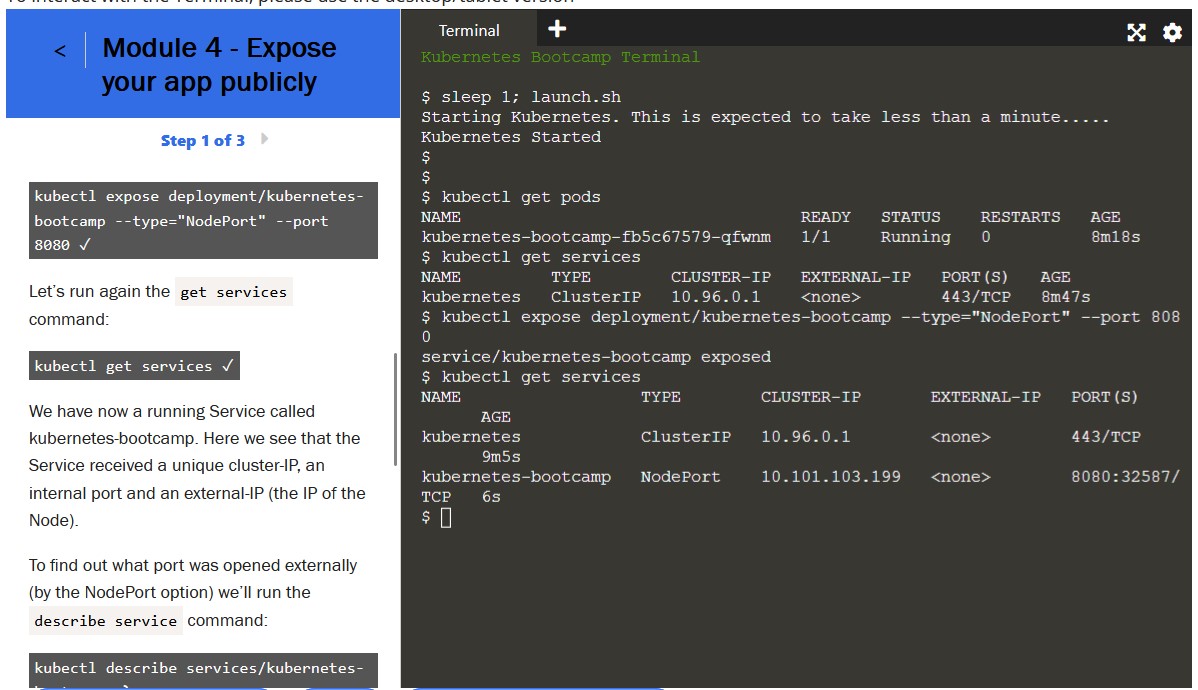 To interact with the Terminal, please use the desktop/tablet version
<
Module 4 - Expose
your app publicly
Step 1 of 3
kubectl expose deployment/kubernetes-
bootcamp --type="NodePort" --port
8080 ✓
Let's run again the get services
command:
kubectl get services ✓
We have now a running Service called
kubernetes-bootcamp. Here we see that the
Service received a unique cluster-IP, an
internal port and an external-IP (the IP of the
Node).
To find out what port was opened externally
(by the NodePort option) we'll run the
describe service command:
kubectl describe services/kubernetes-
Terminal +
Kubernetes Bootcamp Terminal
$ sleep 1; launch.sh
Starting Kubernetes. This is expected to take less than a minute.....
Kubernetes Started
$
$
$ kubectl get pods
NAME READY STATUS RESTARTS AGE
kubernetes-bootcamp-fb5c67579-qfwnm 1/1 Running 0 8m18s
$ kubectl get services
NAME TYPE CLUSTER-IP EXTERNAL-IP PORT(S) AGE
kubernetes ClusterIP 10.96.0.1 <none> 443/TCP 8m47s
$ kubectl expose deployment/kubernetes-bootcamp --type="NodePort" --port 808
0
service/kubernetes-bootcamp exposed
$ kubectl get services
NAME TYPE CLUSTER-IP EXTERNAL-IP PORT(S)
AGE
kubernetes ClusterIP 10.96.0.1 <none> 443/TCP
9m5s
kubernetes-bootcamp NodePort 10.101.103.199 <none> 8080:32587/
TCP 6s
$